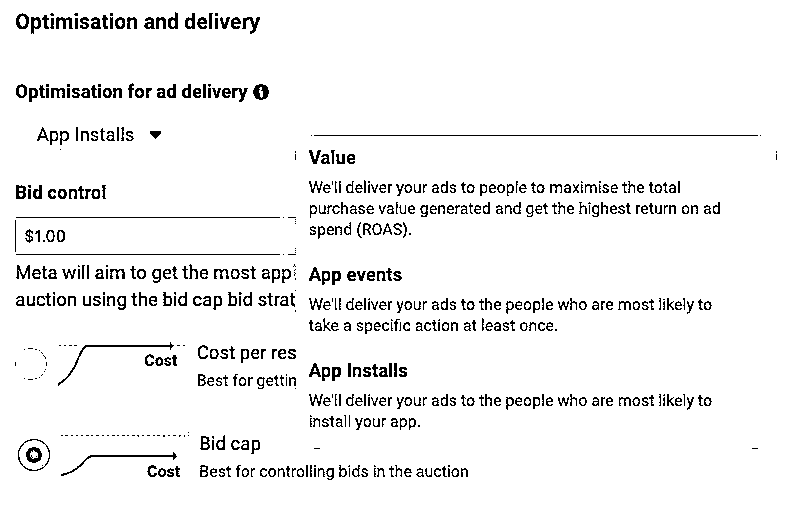 Optimisation and delivery
Optimisation for ad delivery
App Installs
Bid control
$1.00
Meta will aim to get the most app
auction using the bid cap bid strat
Cost
Cost per res
Best for gettin
Cost
Bid cap
Best for controlling bids in the auction
Value
We'll deliver your ads to people to maximise the total
purchase value generated and get the highest return on ad
spend (ROAS).
App events
We'll deliver your ads to the people who are most likely to
take a specific action at least once.
App Installs
We'll deliver your ads to the people who are most likely to
install your app.